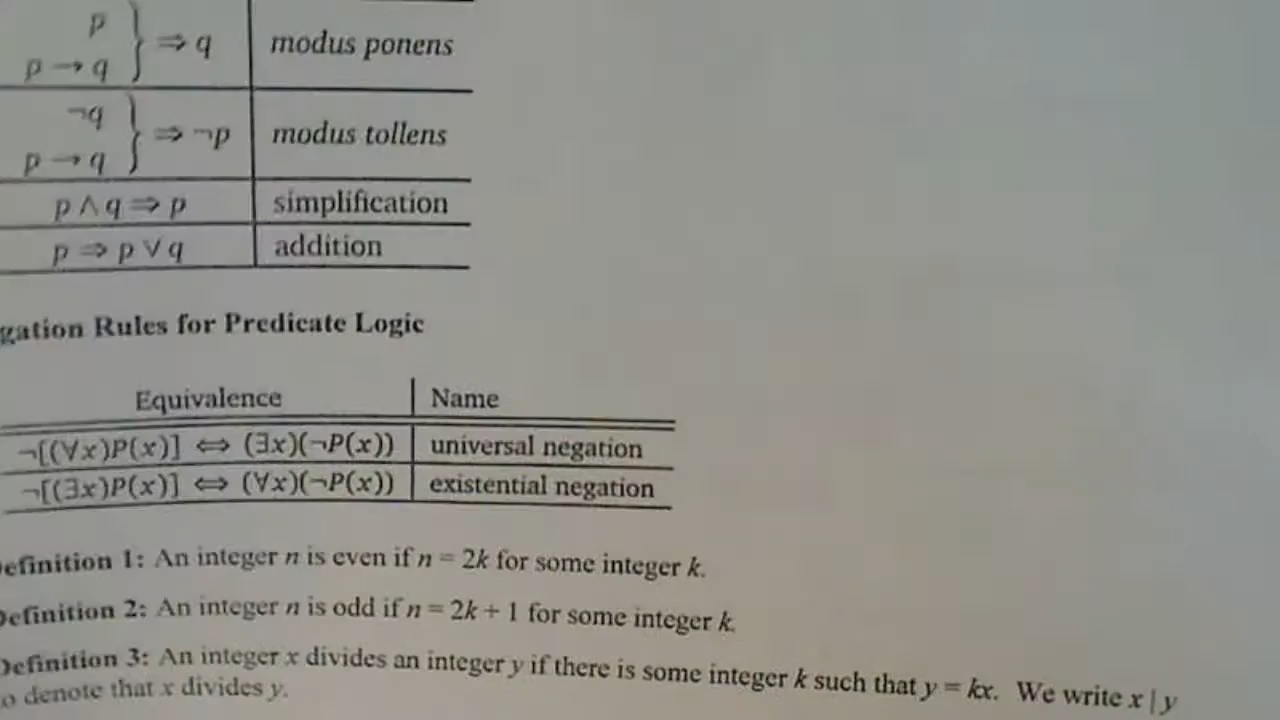 p
p → q } ⇒ q modus ponens
¬q
p → q } ⇒ ¬p modus tollens
p ∧ q ⇒ p simplification
p ⇒ p ∨ q addition
gation Rules for Predicate Logic
Equivalence Name
¬[(∀x)P(x)] ⇔ (∃x)(¬P(x)) universal negation
¬[(∃x)P(x)] ⇔ (∀x)(¬P(x)) existential negation
efinition 1: An integer n is even if n = 2k for some integer k.
Definition 2: An integer n is odd if n = 2k + 1 for some integer k.
Definition 3: An integer x divides an integer y if there is some integer k such that y = kx. We write x | y
o denote that x divides y.